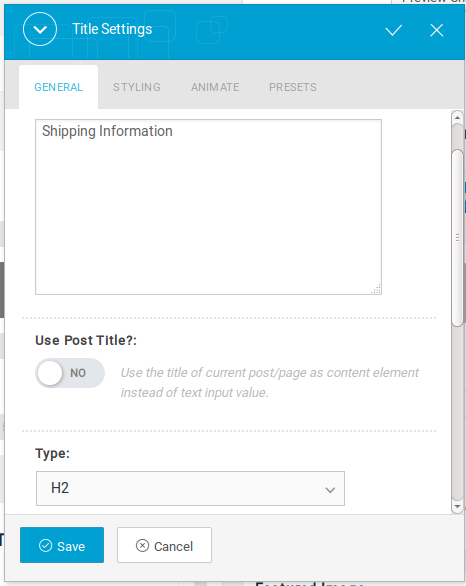 Title Settings
GENERAL
STYLING
ANIMATE
PRESETS
Shipping Information
Use Post Title?:
NO
Use the title of current post/page as content element
instead of text input value.
Type:
H2
Save
Cancel